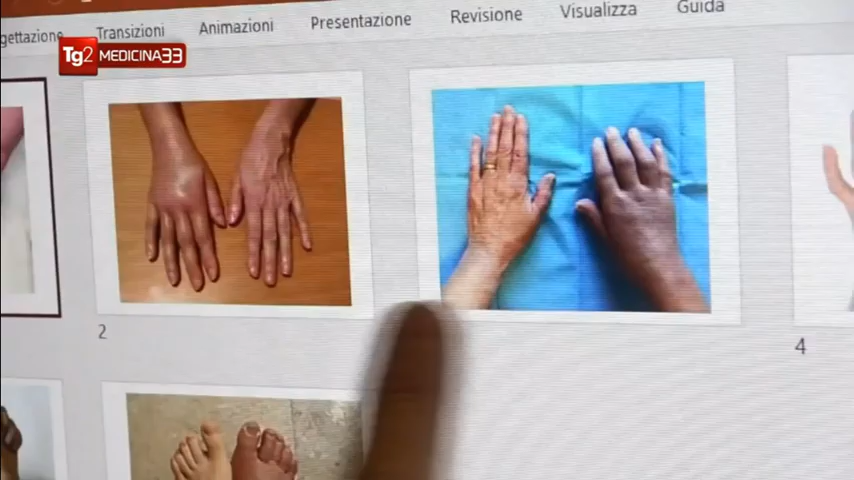 gettazione Transizioni Animazioni Presentazione Revisione Visualizza Guida
Tg2 MEDICINA33
2
4